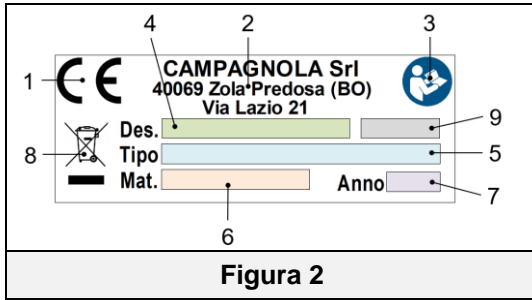 4 2 3
1 CE CAMPAGNOLA Srl
40069 Zola Predosa (BO)
Via Lazio 21
Des. 9
8 Tipo 5
Mat. Anno 7
6
Figura 2